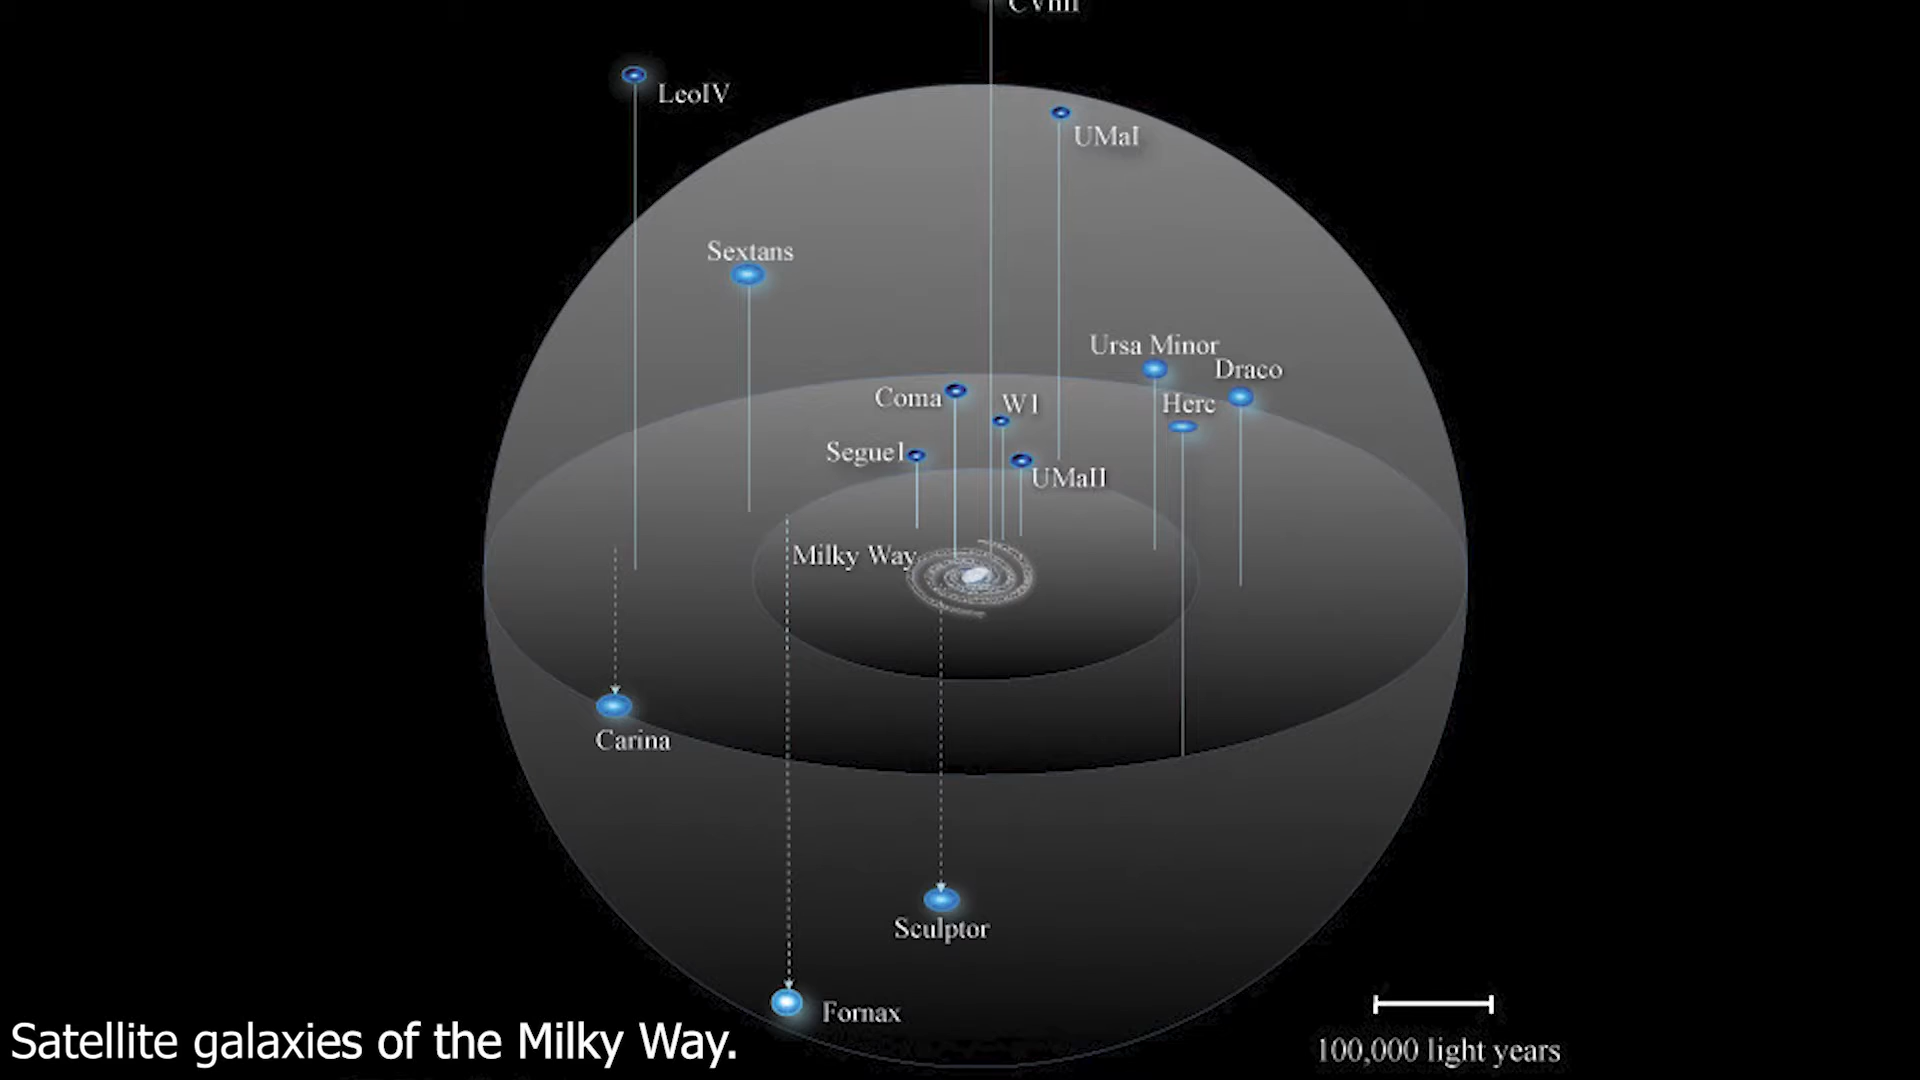 LeoIV
UMaI
Sextans
Ursa Minor
Draco
Coma
W1
Herc
Segue1
UMaII
Milky Way
Carina
Sculptor
Fornax
Satellite galaxies of the Milky Way.
100,000 light years